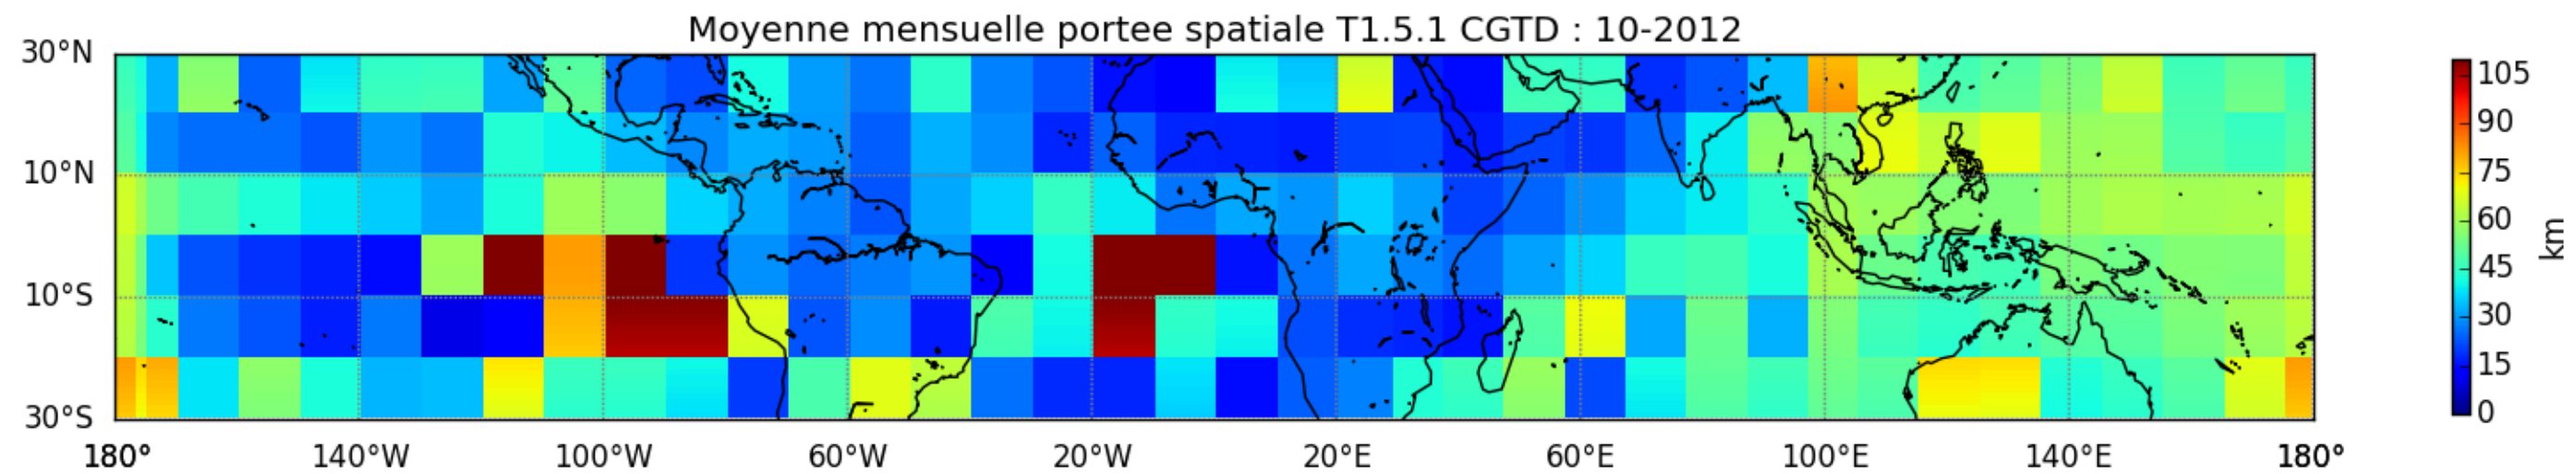 Moyenne mensuelle portee spatiale T1.5.1 CGTD : 10-2012
30°N
10°N
10°S
30°S
180° 140°W 100°W 60°W 20°W 20°E 60°E 100°E 140°E 180°
105
90
75
60
45
30
15
0
km